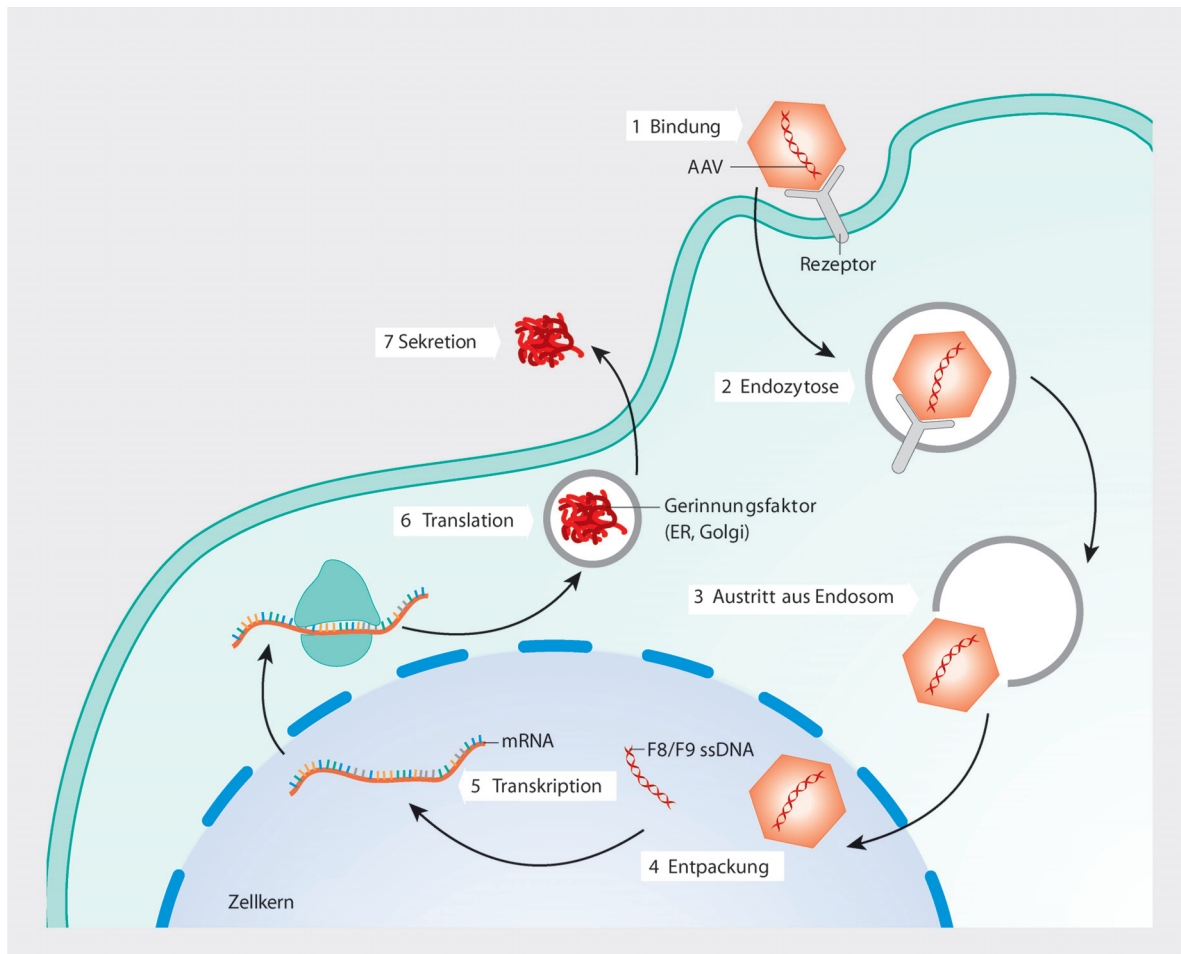 1 Bindung
AAV
Rezeptor
7 Sekretion
2 Endozytose
6 Translation
Gerinnungsfaktor
(ER, Golgi)
3 Austritt aus Endosom
mRNA
F8/F9 ssDNA
5 Transkription
4 Entpackung
Zellkern